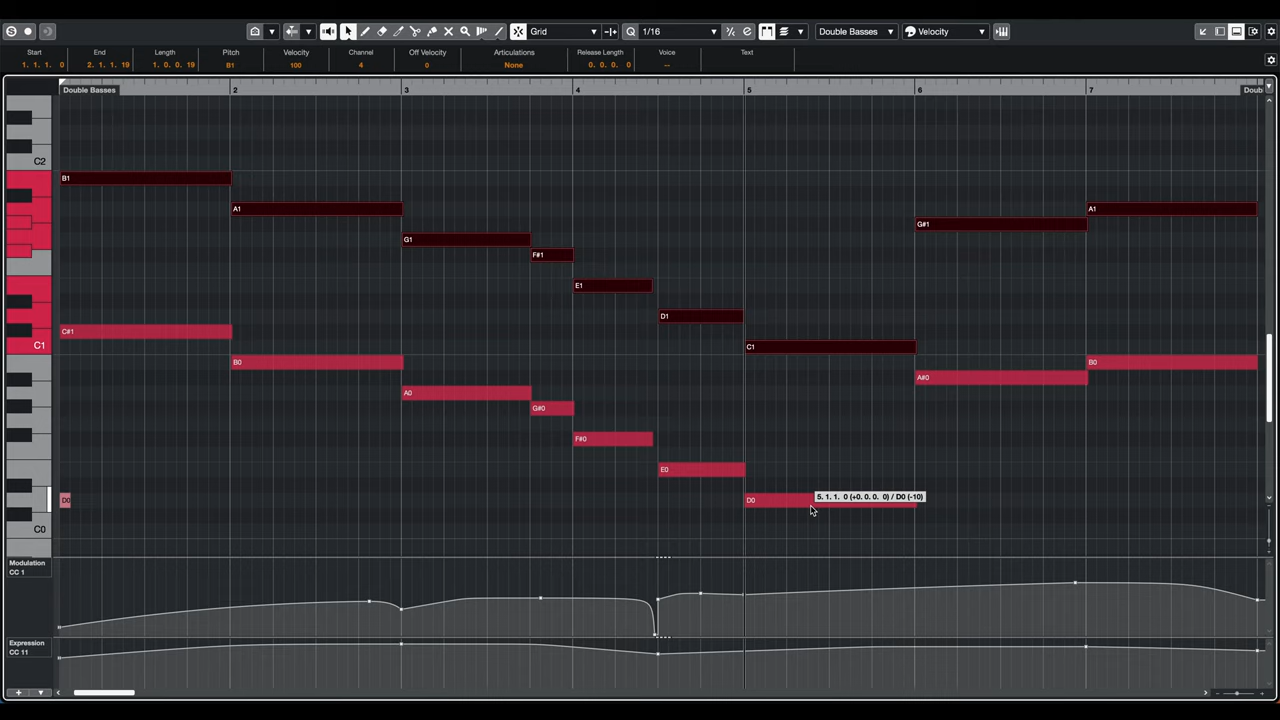 Grid
1/16
Double Basses
Velocity
Start End Length Pitch Velocity Channel Off Velocity Articulations Release Length Voice Text
1. 1. 1. 0 2. 1. 1. 19 1. 0. 0. 19 B1 100 4 0 None 0. 0. 0. 0 --
2 3 4 5 6 7
Double Basses Doub
C2
B1
A1 A1
G#1
G1
F#1
E1
D1
C#1
C1 C1
B0 B0
A#0
A0
G#0
F#0
E0
D0 D0 5. 1. 1. 0 (+0. 0. 0. 0) / D0 (-10)
C0
Modulation
CC 1
Expression
CC 11